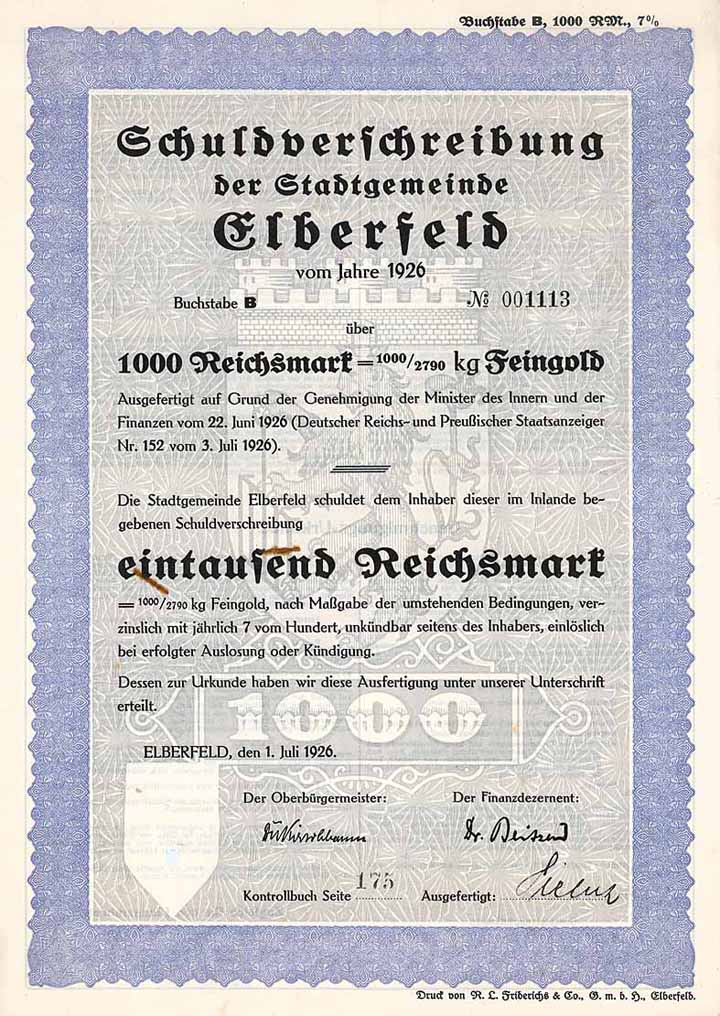 Buchstabe B, 1000 RM., 7%
Schuldverschreibung
der Stadtgemeinde
Elberfeld
vom Jahre 1926
Buchstabe B № 001113
über
1000 Reichsmark = 1000/2790 kg Feingold
Ausgefertigt auf Grund der Genehmigung der Minister des Innern und der
Finanzen vom 22. Juni 1926 (Deutscher Reichs- und Preußischer Staatsanzeiger
Nr. 152 vom 3. Juli 1926).
Die Stadtgemeinde Elberfeld schuldet dem Inhaber dieser im Inlande be-
gebenen Schuldverschreibung
eintausend Reichsmark
= 1000/2790 kg Feingold, nach Maßgabe der umstehenden Bedingungen, ver-
zinslich mit jährlich 7 vom Hundert, unkündbar seitens des Inhabers, einlöslich
bei erfolgter Auslosung oder Kündigung.
Dessen zur Urkunde haben wir diese Ausfertigung unter unserer Unterschrift
erteilt.
1000
ELBERFELD, den 1. Juli 1926.
Der Oberbürgermeister: Der Finanzdezernent:
Dr.
Kontrollbuch Seite 175 Ausgefertigt:
Druck von R. L. Friderichs & Co., G. m. b. H., Elberfeld.